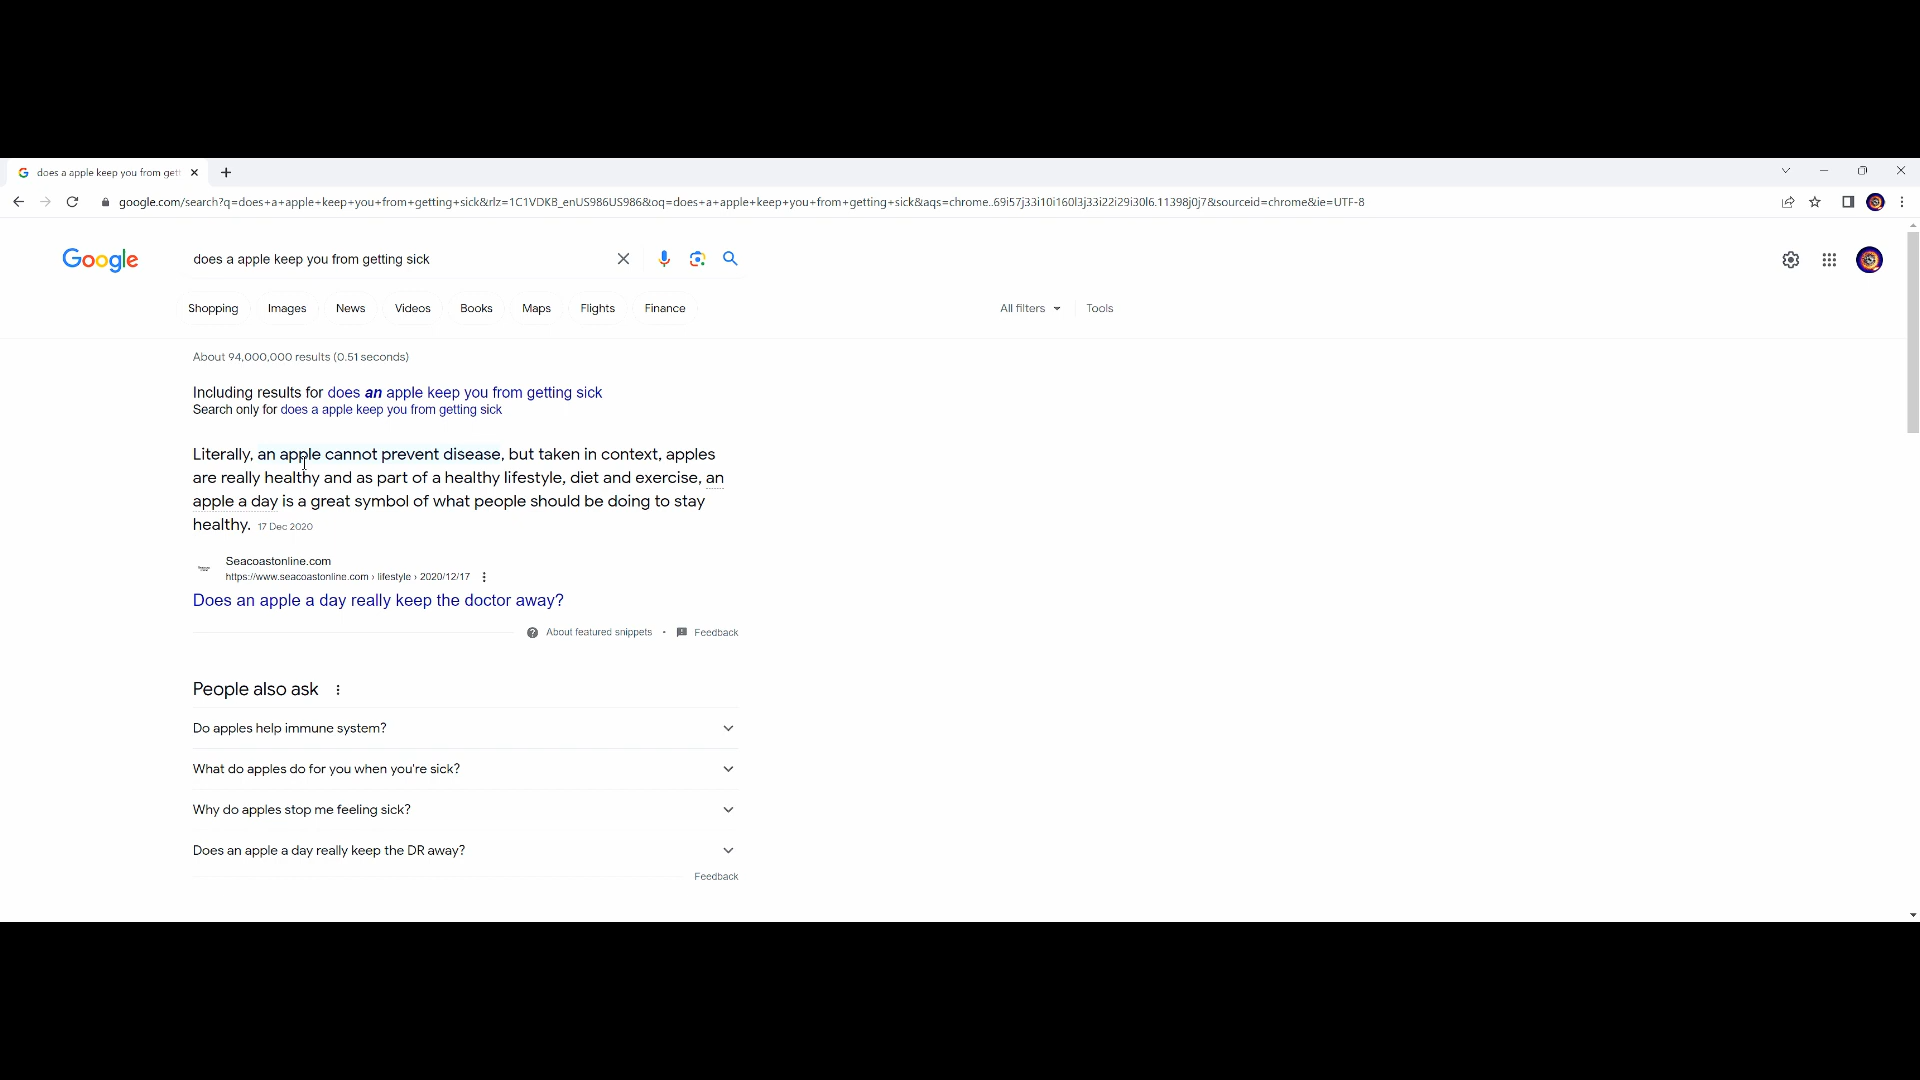 does a apple keep you from gett
google.com/search?q=does+a+apple+keep+you+from+getting+sick&rlz=1C1VDKB_enUS986US986&oq=does+a+apple+keep+you+from+getting+sick&aqs=chrome..69i57j33i10i160l3j33i22i29i30l6.11398j0j7&sourceid=chrome&ie=UTF-8
Google
does a apple keep you from getting sick
Shopping Images News Videos Books Maps Flights Finance All filters Tools
About 94,000,000 results (0.51 seconds)
Including results for does an apple keep you from getting sick
Search only for does a apple keep you from getting sick
Literally, an apple cannot prevent disease, but taken in context, apples
are really healthy and as part of a healthy lifestyle, diet and exercise, an
apple a day is a great symbol of what people should be doing to stay
healthy. 17 Dec 2020
Seacoastonline.com
https://www.seacoastonline.com › lifestyle › 2020/12/17
Does an apple a day really keep the doctor away?
About featured snippets • Feedback
People also ask
Do apples help immune system?
What do apples do for you when you're sick?
Why do apples stop me feeling sick?
Does an apple a day really keep the DR away?
Feedback